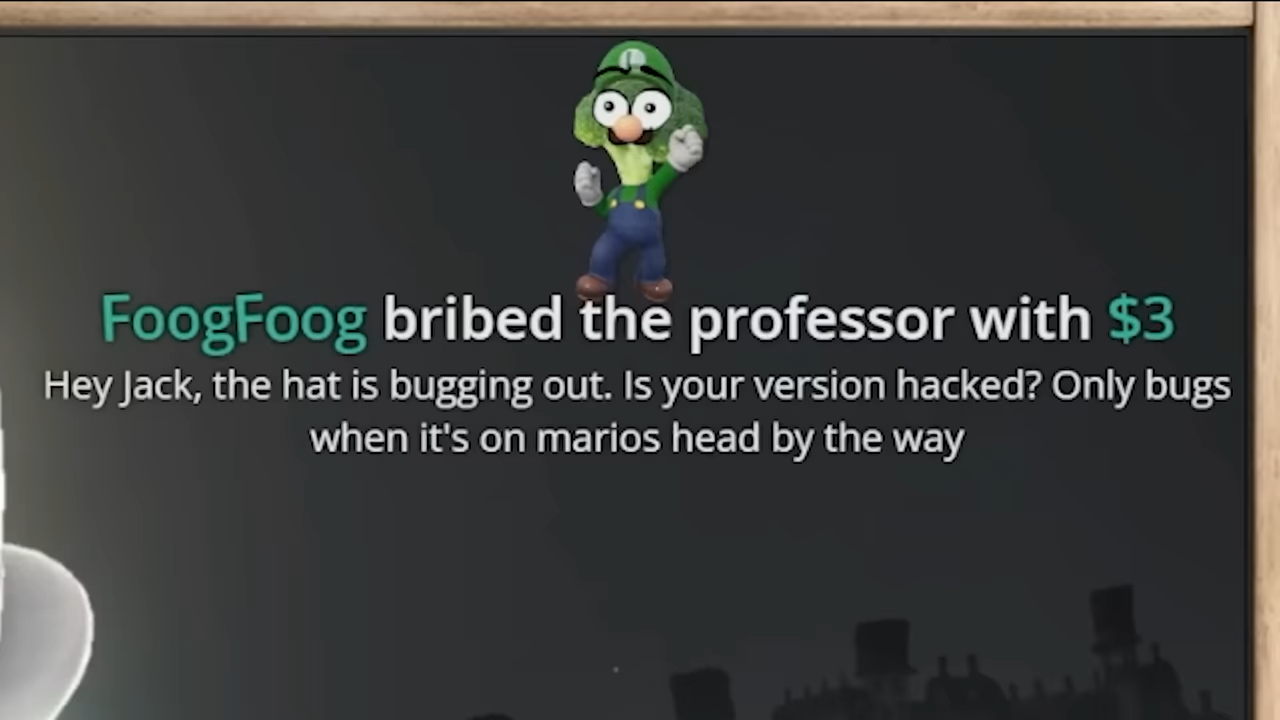 FoogFoog bribed the professor with $3
Hey Jack, the hat is bugging out. Is your version hacked? Only bugs
when it's on marios head by the way